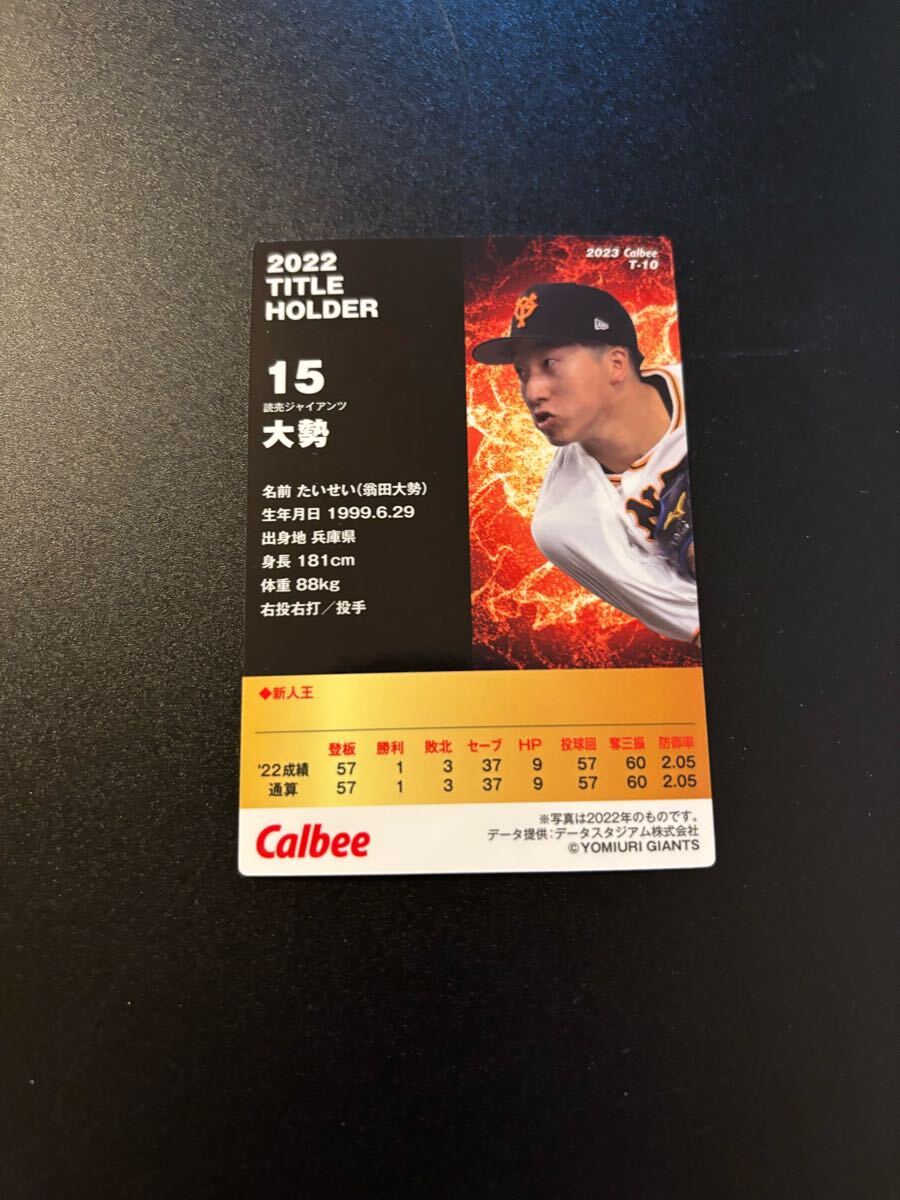 2022
TITLE
HOLDER
2023 Calbee
T-10
15
読売ジャイアンツ
大勢
名前 たいせい(翁田大勢)
生年月日 1999.6.29
出身地 兵庫県
身長 181cm
体重 88kg
右投右打/投手
◆新人王
登板 勝利 敗北 セーブ HP 投球回 奪三振 防御率
'22成績 57 1 3 37 9 57 60 2.05
通算 57 1 3 37 9 57 60 2.05
Calbee
※写真は2022年のものです。
データ提供:データスタジアム株式会社
©YOMIURI GIANTS